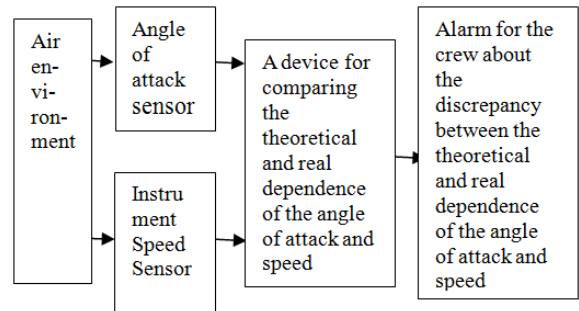 Air
en-
vi-
ron-
ment
Angle
of
attack
sensor
Instru
ment
Speed
Sensor
A device for
comparing
the
theoretical
and real
dependence
of the angle
of attack and
speed
Alarm for the
crew about
the
discrepancy
between the
theoretical
and real
dependence
of the angle
of attack and
speed